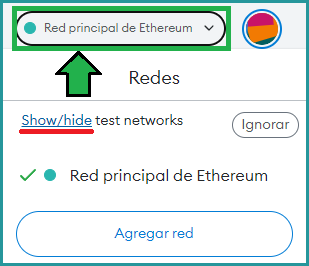 Red principal de Ethereum
Redes
Show/hide test networks
Ignorar
Red principal de Ethereum
Agregar red